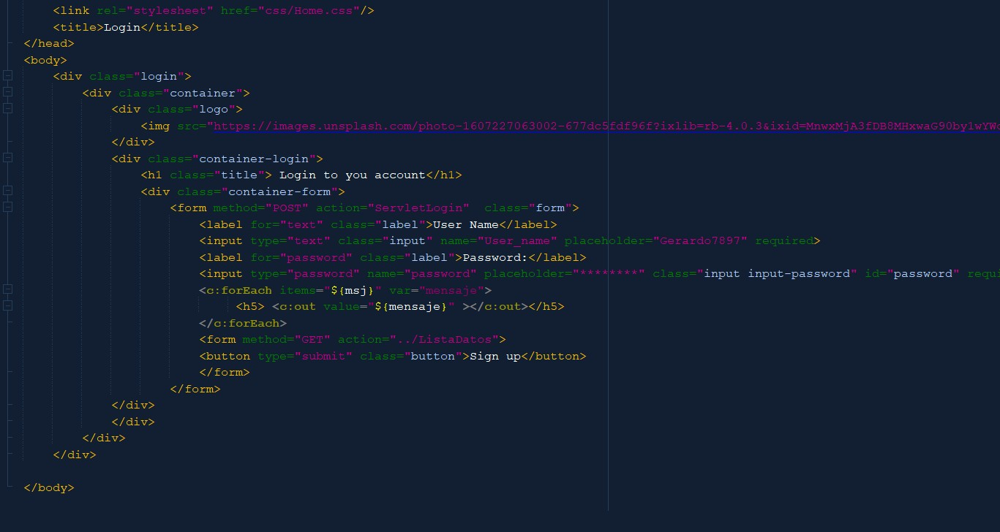 <link rel="stylesheet" href="css/Home.css"/>
<title>Login</title>
</head>
<body>
<div class="login">
<div class="container">
<div class="logo">
<img src="https://images.unsplash.com/photo-1607227063002-677dc5fdf96f?ixlib=rb-4.0.3&ixid=MnwxMjA3fDB8MHxwaG90by1wYWd
</div>
<div class="container-login">
<h1 class="title"> Login to you account</h1>
<div class="container-form">
<form method="POST" action="ServletLogin"  class="form">
<label for="text" class="label">User Name</label>
<input type="text" class="input" name="User_name" placeholder="Gerardo7897" required>
<label for="password" class="label">Password:</label>
<input type="password" name="password" placeholder="********" class="input input-password" id="password" requi
<c:forEach items="${msj}" var="mensaje">
<h5> <c:out value="${mensaje}" ></c:out></h5>
</c:forEach>
<form method="GET" action="../ListaDatos">
<button type="submit" class="button">Sign up</button>
</form>
</form>
</div>
</div>
</div>
</div>
</body>